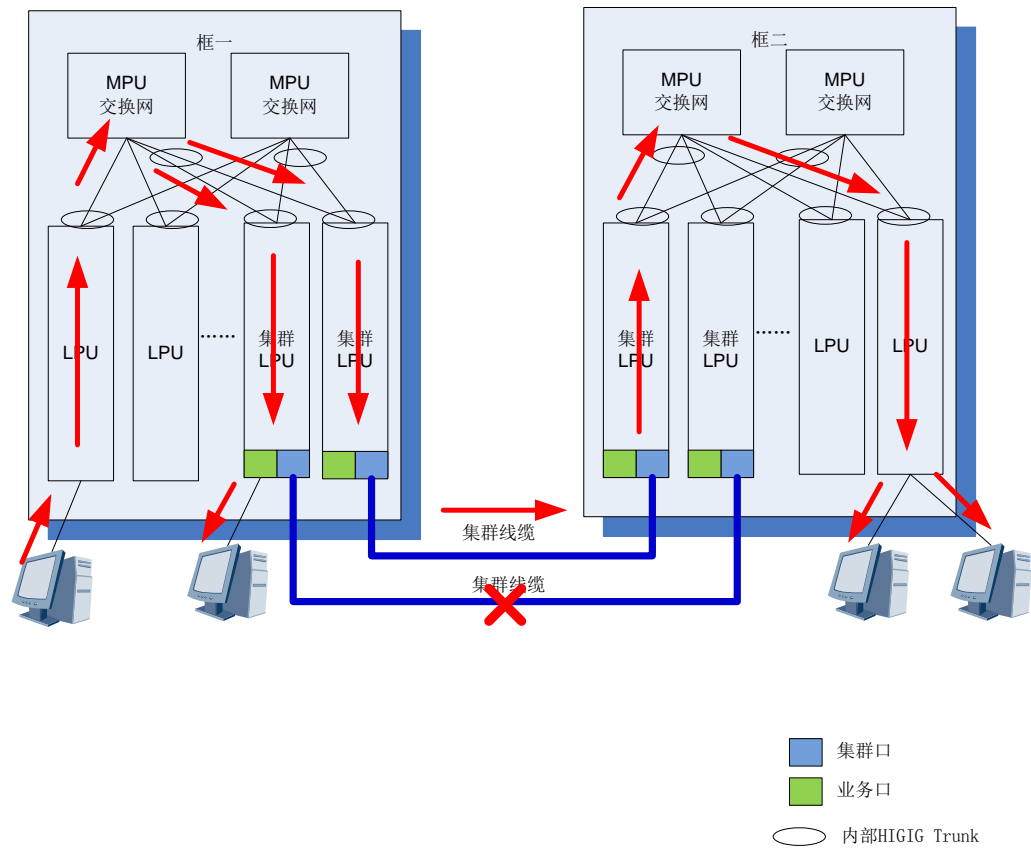 框一
框二
MPU
交换网
MPU
交换网
MPU
交换网
MPU
交换网
LPU
LPU
……
集群
LPU
集群
LPU
集群
LPU
集群
LPU
……
LPU
LPU
集群线缆
集群线缆
集群口
业务口
内部HIGIG Trunk